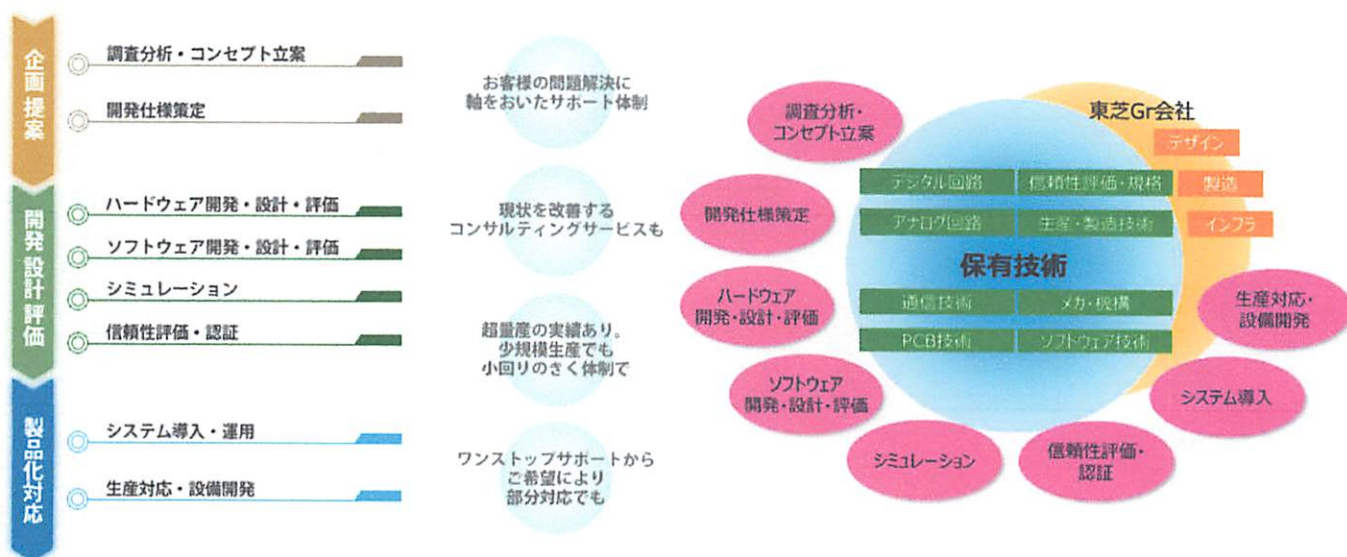 企画提案
調査分析・コンセプト立案
開発仕様策定
開発設計評価
ハードウェア開発・設計・評価
ソフトウェア開発・設計・評価
シミュレーション
信頼性評価・認証
製品化対応
システム導入・運用
生産対応・設備開発
お客様の問題解決に
軸をおいたサポート体制
現状を改善する
コンサルティングサービスも
超量産の実績あり。
少規模生産でも
小回りのきく体制で
ワンストップサポートから
ご希望により
部分対応でも
東芝Gr会社
デザイン
製造
インフラ
デジタル回路
信頼性評価・規格
アナログ回路
生産・製造技術
保有技術
通信技術
メカ・機構
PCB技術
ソフトウェア技術
調査分析・
コンセプト立案
開発仕様策定
ハードウェア
開発・設計・評価
ソフトウェア
開発・設計・評価
シミュレーション
信頼性評価・
認証
システム導入
生産対応・
設備開発